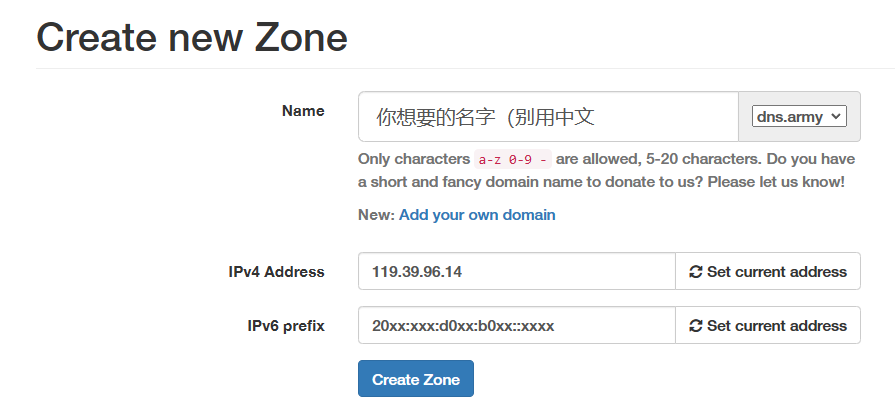 Create new Zone
Name
你想要的名字（别用中文
dns.army
Only characters a-z 0-9 - are allowed, 5-20 characters. Do you have
a short and fancy domain name to donate to us? Please let us know!
New: Add your own domain
IPv4 Address
119.39.96.14
Set current address
IPv6 prefix
20xx:xxx:d0xx:b0xx::xxxx
Set current address
Create Zone